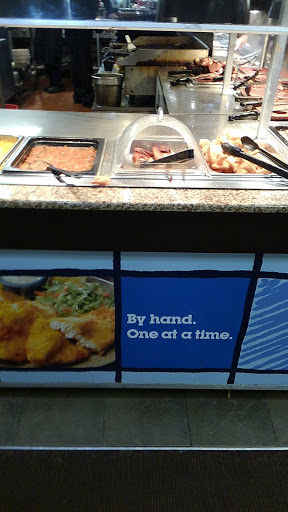 By hand.
One at a time.